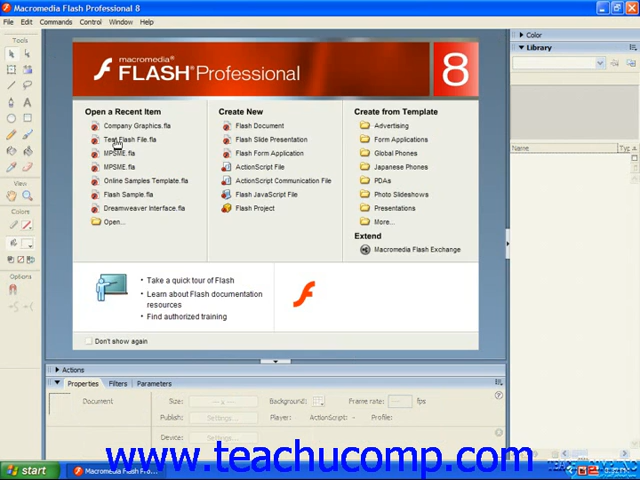 Macromedia Flash Professional 8
File Edit Commands Control Window Help
Tools
View
Colors
Options
macromedia®
FLASH Professional 8
Open a Recent Item
Company Graphics.fla
Test Flash File.fla
MPSME.fla
MPSME.fla
Online Samples Template.fla
Flash Sample.fla
Dreamweaver Interface.fla
Open...
Create New
Flash Document
Flash Slide Presentation
Flash Form Application
ActionScript File
ActionScript Communication File
Flash JavaScript File
Flash Project
Create from Template
Advertising
Form Applications
Global Phones
Japanese Phones
PDAs
Photo Slideshows
Presentations
More...
Extend
Macromedia Flash Exchange
Take a quick tour of Flash
Learn about Flash documentation
resources
Find authorized training
Don't show again
Color
Library
Name
Actions
Properties Filters Parameters
Document Size: -- x -- Background: Frame rate: --- fps
Publish: Settings... Player: ActionScript: - Profile:
Device: Settings...
www.teachucomp.com
start Macromedia Flash Pro...